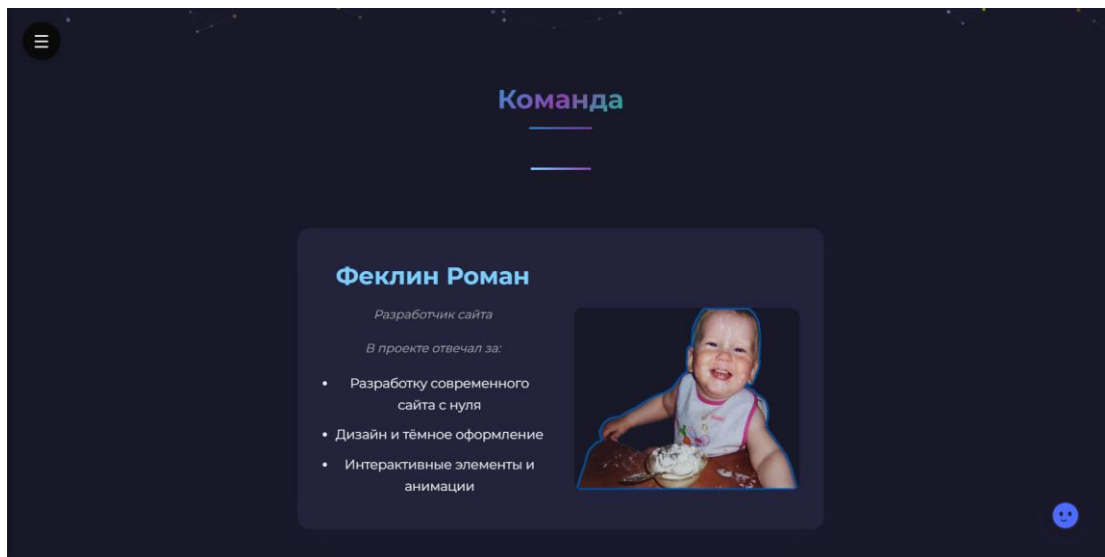 Команда
Феклин Роман
Разработчик сайта
В проекте отвечал за:
• Разработку современного
сайта с нуля
• Дизайн и тёмное оформление
• Интерактивные элементы и
анимации